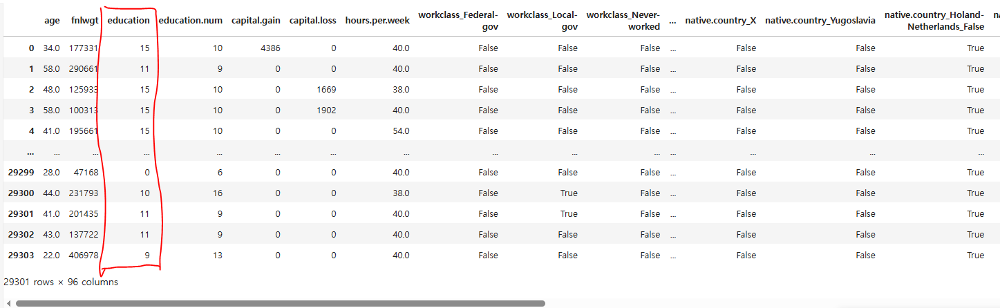 age fnlwgt education education.num capital.gain capital.loss hours.per.week workclass_Federal-gov workclass_Local-gov workclass_Never-worked ... native.country_X native.country_Yugoslavia native.country_Holand-Netherlands_False
0 34.0 177331 15 10 4386 0 40.0 False False False ... False False True
1 58.0 290661 11 9 0 0 40.0 False False False ... False False True
2 48.0 125933 15 10 0 1669 38.0 False False False ... False False True
3 58.0 100313 15 10 0 1902 40.0 False False False ... False False True
4 41.0 195661 15 10 0 0 54.0 False False False ... False False True
... ... ... ... ... ... ... ... ... ... ... ... ... ... ...
29299 28.0 47168 0 6 0 0 40.0 False False False ... False False True
29300 44.0 231793 10 16 0 0 38.0 False True False ... False False True
29301 41.0 201435 11 9 0 0 40.0 False True False ... False False True
29302 43.0 137722 11 9 0 0 40.0 False False False ... False False True
29303 22.0 406978 9 13 0 0 40.0 False False False ... False False True
29301 rows × 96 columns